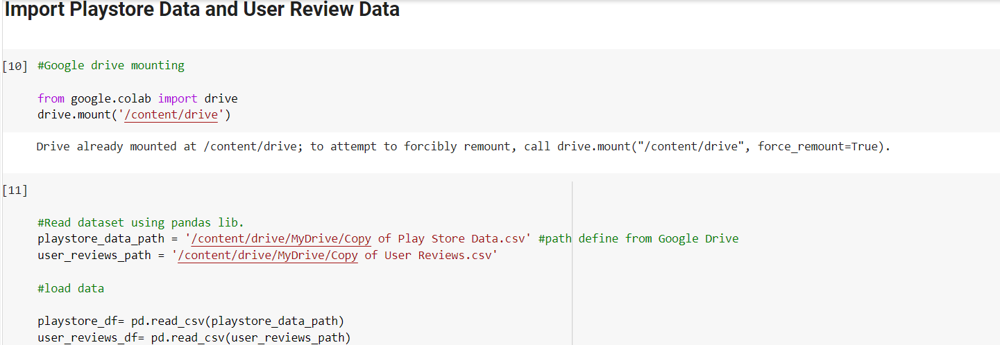 Import Playstore Data and User Review Data
[10] #Google drive mounting
from google.colab import drive
drive.mount('/content/drive')
Drive already mounted at /content/drive; to attempt to forcibly remount, call drive.mount("/content/drive", force_remount=True).
[11]
#Read dataset using pandas lib.
playstore_data_path = '/content/drive/MyDrive/Copy of Play Store Data.csv' #path define from Google Drive
user_reviews_path = '/content/drive/MyDrive/Copy of User Reviews.csv'
#load data
playstore_df= pd.read_csv(playstore_data_path)
user_reviews_df= pd.read_csv(user_reviews_path)